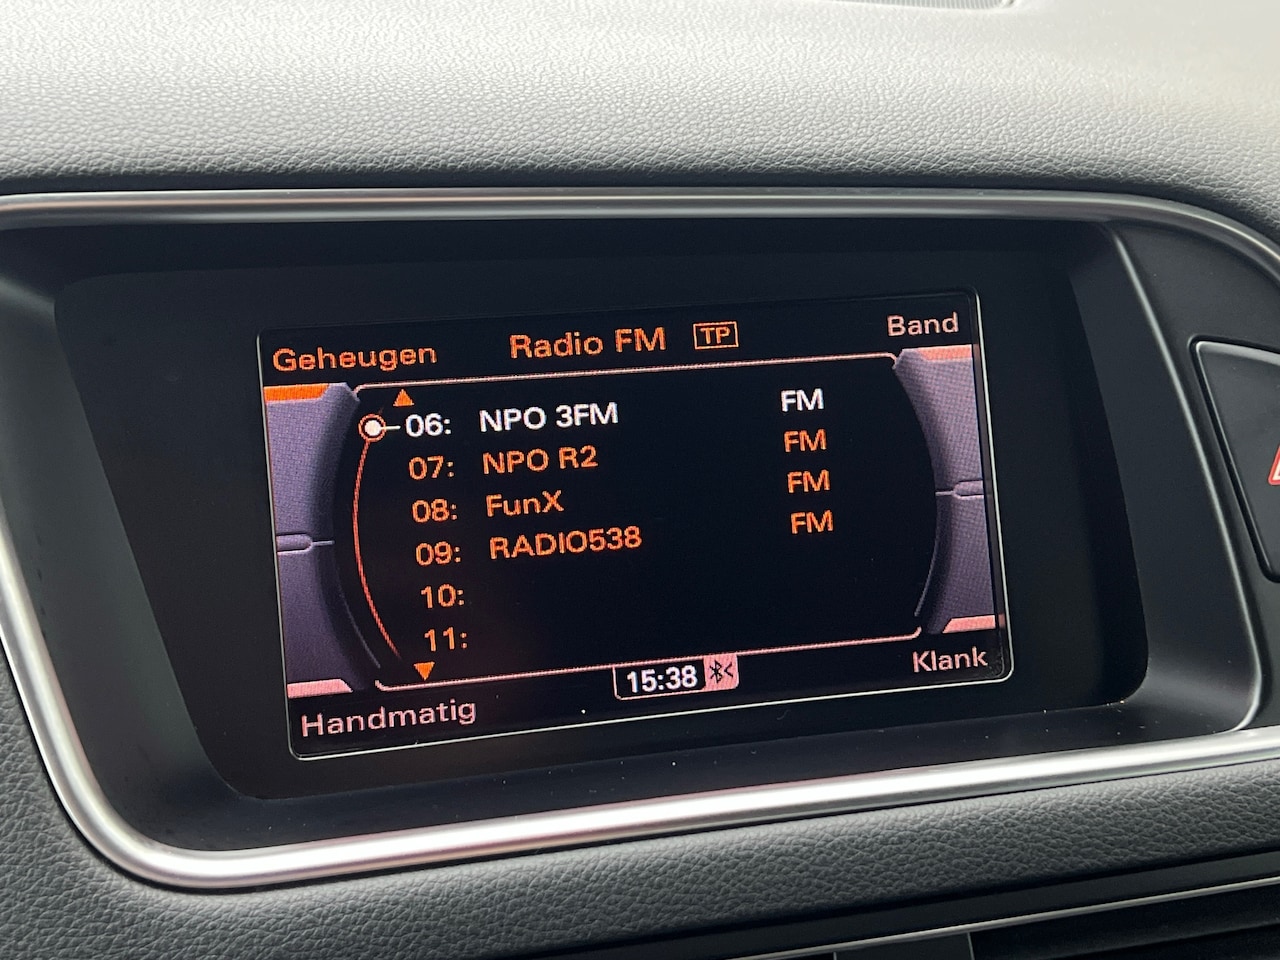 Geheugen Radio FM TP Band
06: NPO 3FM FM
07: NPO R2 FM
08: FunX FM
09: RADIO538 FM
10:
11:
15:38
Handmatig Klank